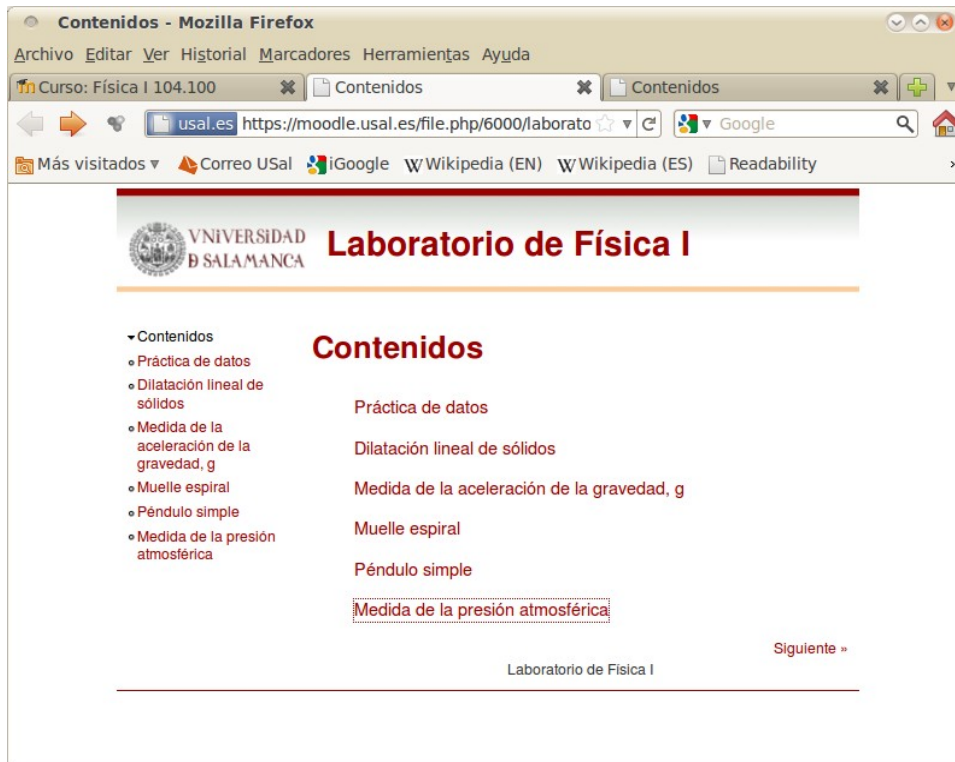 Contenidos - Mozilla Firefox
Archivo Editar Ver Historial Marcadores Herramientas Ayuda
Curso: Física I 104.100
Contenidos
Contenidos
usal.es https://moodle.usal.es/file.php/6000/laborato
Google
Más visitados
Correo USal
iGoogle
W Wikipedia (EN)
W Wikipedia (ES)
Readability
VNiVERSiDAD
Ð SALAMANCA
Laboratorio de Física I
Contenidos
Práctica de datos
Dilatación lineal de
sólidos
Medida de la
aceleración de la
gravedad, g
Muelle espiral
Péndulo simple
Medida de la presión
atmosférica
Contenidos
Práctica de datos
Dilatación lineal de sólidos
Medida de la aceleración de la gravedad, g
Muelle espiral
Péndulo simple
Medida de la presión atmosférica
Siguiente »
Laboratorio de Física I